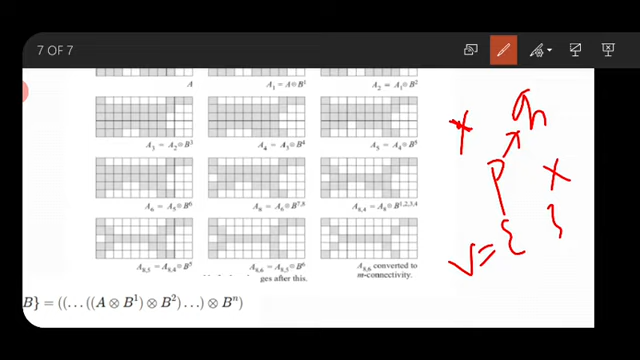 7 OF 7
A
A₁ = A ⊗ B¹
A₂ = A₁ ⊗ B²
A₃ = A₂ ⊗ B³
A₄ = A₃ ⊗ B⁴
A₅ = A₄ ⊗ B⁵
A₆ = A₅ ⊗ B⁶
A₈ = A₆ ⊗ B⁷,⁸
A₈,₄ = A₈ ⊗ B¹,²,³,⁴
A₈,₅ = A₈,₄ ⊗ B⁵
A₈,₆ = A₈,₅ ⊗ B⁶
ges after this.
A₈,₆ converted to
m-connectivity.
B} = ((…((A ⊗ B¹) ⊗ B²) …) ⊗ Bⁿ)
P
X
V = { }